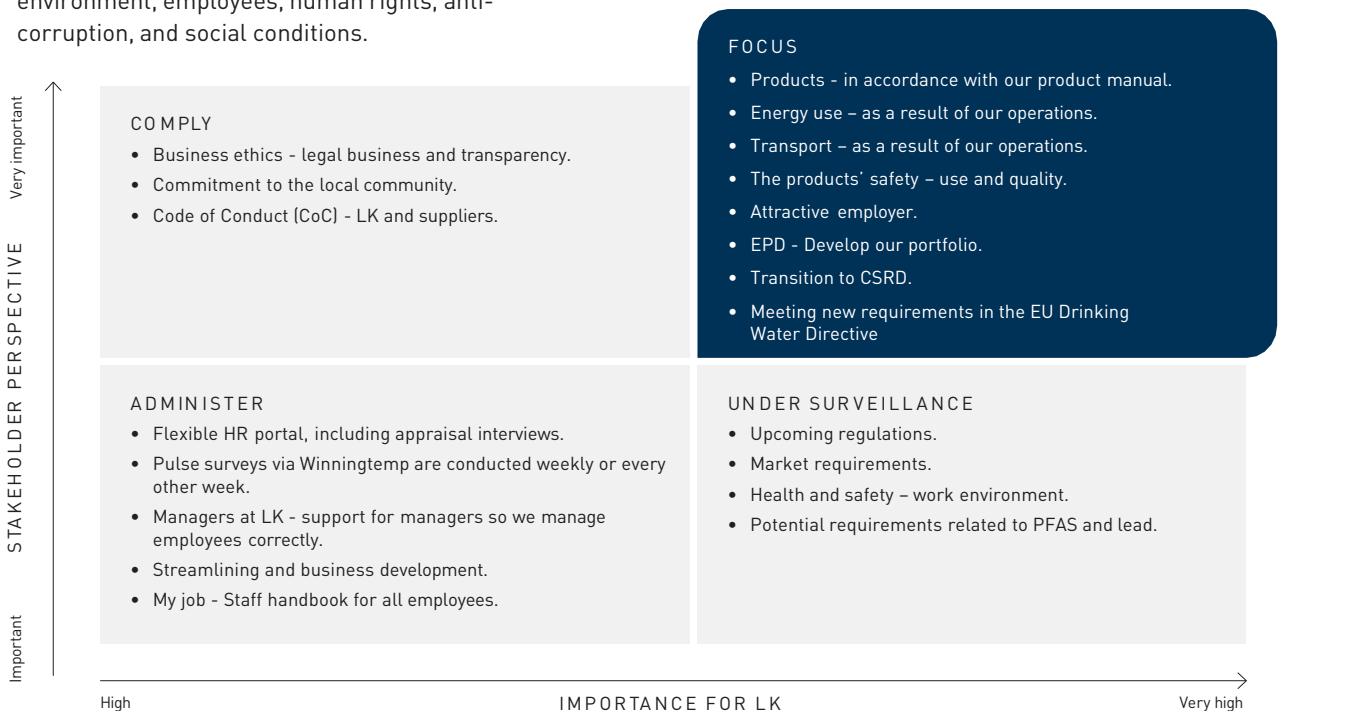 environment, employees, human rights, anti-
corruption, and social conditions.
FOCUS
• Products - in accordance with our product manual.
• Energy use – as a result of our operations.
• Transport – as a result of our operations.
• The products’ safety – use and quality.
• Attractive employer.
• EPD - Develop our portfolio.
• Transition to CSRD.
• Meeting new requirements in the EU Drinking
Water Directive
COMPLY
• Business ethics - legal business and transparency.
• Commitment to the local community.
• Code of Conduct (CoC) - LK and suppliers.
ADMINISTER
• Flexible HR portal, including appraisal interviews.
• Pulse surveys via Winningtemp are conducted weekly or every
other week.
• Managers at LK - support for managers so we manage
employees correctly.
• Streamlining and business development.
• My job - Staff handbook for all employees.
UNDER SURVEILLANCE
• Upcoming regulations.
• Market requirements.
• Health and safety – work environment.
• Potential requirements related to PFAS and lead.
Very important
STAKEHOLDER PERSPECTIVE
Important
High
IMPORTANCE FOR LK
Very high